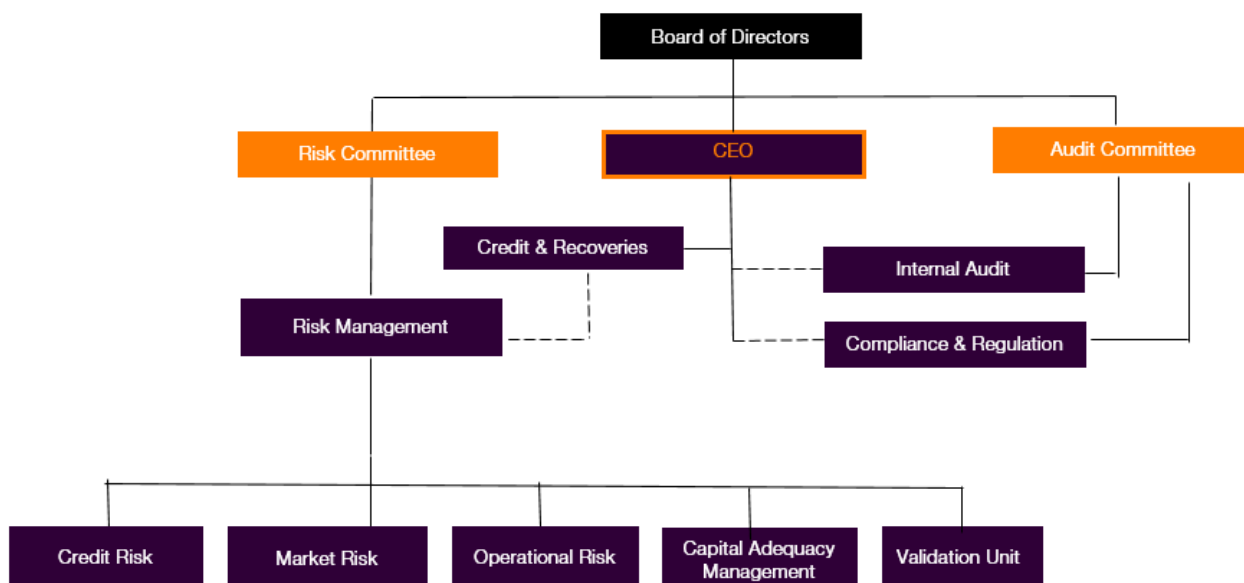 Board of Directors
Risk Committee
CEO
Audit Committee
Credit & Recoveries
Internal Audit
Risk Management
Compliance & Regulation
Credit Risk
Market Risk
Operational Risk
Capital Adequacy
Management
Validation Unit